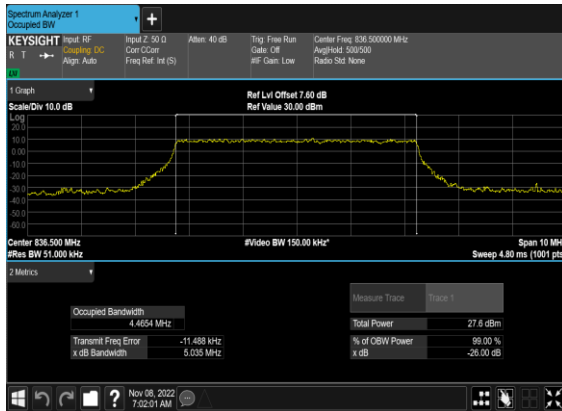 Spectrum Analyzer 1
Occupied BW
KEYSIGHT
R T
LXI
Input: RF
Coupling: DC
Align: Auto
Input Z: 50 Ω
Corr CCorr
Freq Ref: Int (S)
Atten: 40 dB
Trig: Free Run
Gate: Off
#IF Gain: Low
Center Freq: 836.500000 MHz
Avg|Hold: 500/500
Radio Std: None
1 Graph
Scale/Div 10.0 dB
Ref Lvl Offset 7.60 dB
Ref Value 30.00 dBm
Log
20.0
10.0
0.00
-10.0
-20.0
-30.0
-40.0
-50.0
-60.0
Center 836.500 MHz
#Video BW 150.00 kHz*
Span 10 MH
#Res BW 51.000 kHz
Sweep 4.80 ms (1001 pts
2 Metrics
Measure Trace
Trace 1
Occupied Bandwidth
4.4654 MHz
Total Power
27.6 dBm
Transmit Freq Error
-11.488 kHz
% of OBW Power
99.00 %
x dB Bandwidth
5.035 MHz
x dB
-26.00 dB
?
Nov 08, 2022
7:02:01 AM